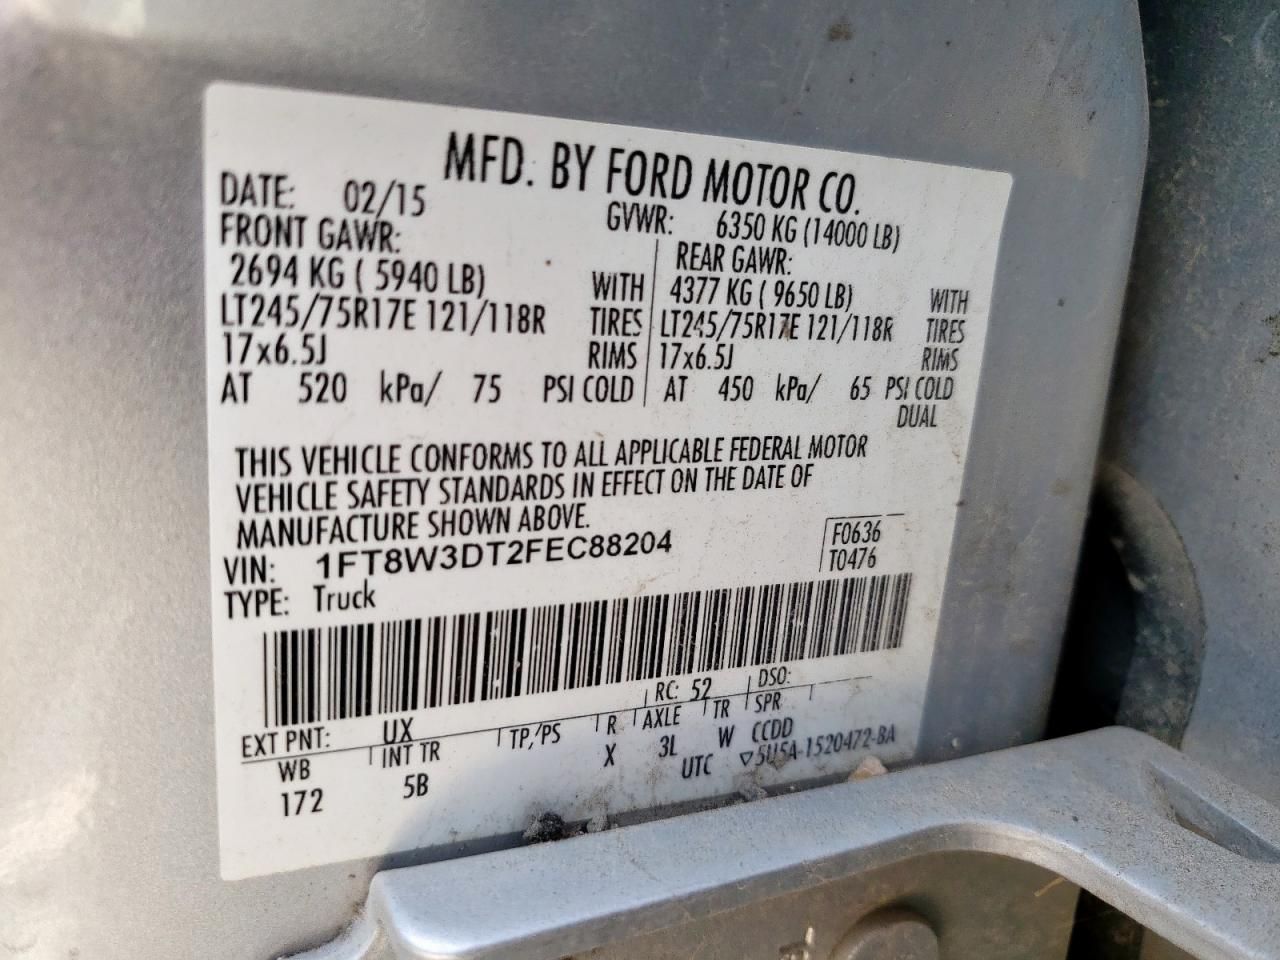 MFD. BY FORD MOTOR CO.
DATE: 02/15 GVWR: 6350 KG (14000 LB)
FRONT GAWR: REAR GAWR:
2694 KG ( 5940 LB) WITH 4377 KG ( 9650 LB) WITH
LT245/75R17E 121/118R TIRES LT245/75R17E 121/118R TIRES
17x6.5J RIMS 17x6.5J RIMS
AT 520 kPa/ 75 PSI COLD AT 450 kPa/ 65 PSI COLD
DUAL
THIS VEHICLE CONFORMS TO ALL APPLICABLE FEDERAL MOTOR
VEHICLE SAFETY STANDARDS IN EFFECT ON THE DATE OF
MANUFACTURE SHOWN ABOVE.
VIN: 1FT8W3DT2FEC88204 F0636
TYPE: Truck T0476
EXT PNT: UX RC: 52 DSO:
WB INT TR TP/PS R AXLE TR SPR
172 5B X 3L W CCDD
UTC ▽5U5A-1520472-BA